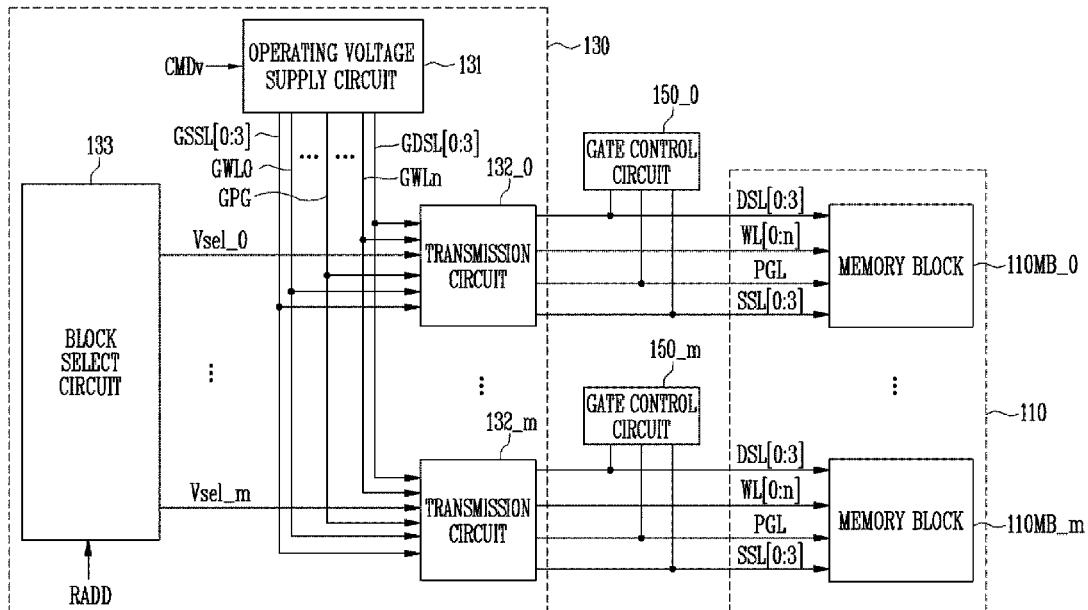 OPERATING VOLTAGE
SUPPLY CIRCUIT
CMDv
131
130
GSSL[0:3]
GWL0
GPG
GDSL[0:3]
GWLn
150_0
GATE CONTROL
CIRCUIT
133
132_0
BLOCK
SELECT
CIRCUIT
Vsel_0
TRANSMISSION
CIRCUIT
DSL[0:3]
WL[0:n]
PGL
SSL[0:3]
MEMORY BLOCK
110MB_0
150_m
GATE CONTROL
CIRCUIT
110
132_m
Vsel_m
TRANSMISSION
CIRCUIT
DSL[0:3]
WL[0:n]
PGL
SSL[0:3]
MEMORY BLOCK
110MB_m
RADD